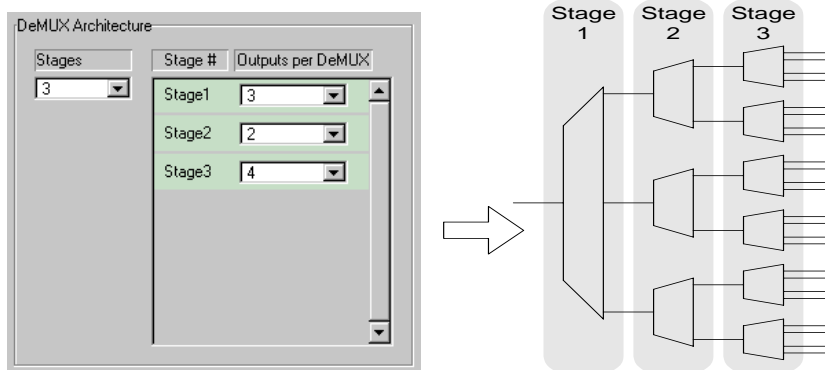 DeMUX Architecture
Stages
Stage #
Outputs per DeMUX
3
Stage1
3
Stage2
2
Stage3
4
Stage
1
Stage
2
Stage
3